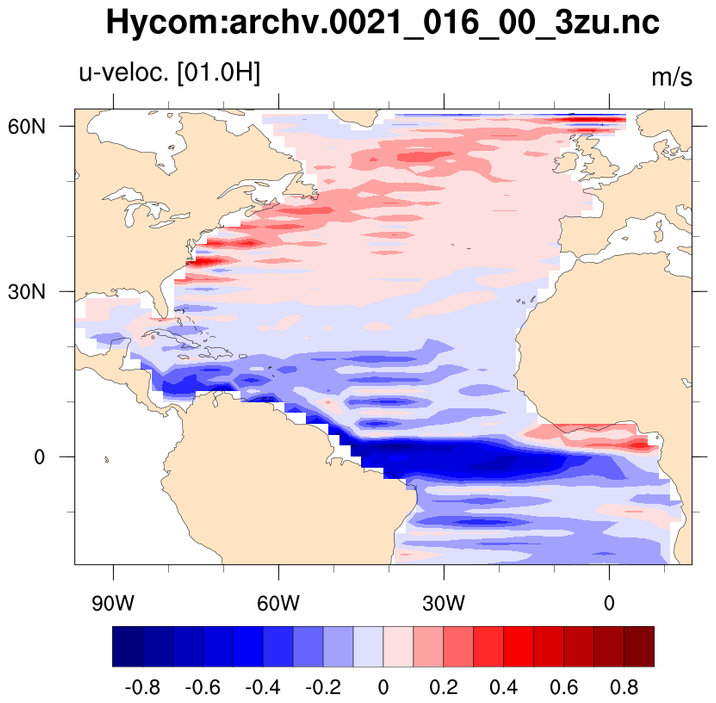 Hycom:archv.0021_016_00_3zu.nc
u-veloc. [01.0H]
m/s
60N
30N
0
90W 60W 30W 0
-0.8 -0.6 -0.4 -0.2 0 0.2 0.4 0.6 0.8